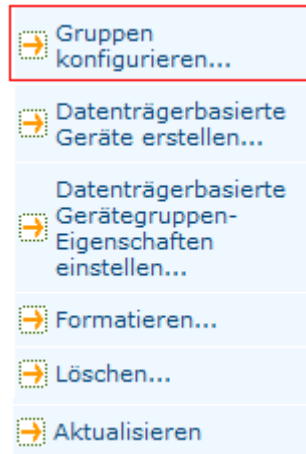 Gruppen
konfigurieren...
Datenträgerbasierte
Geräte erstellen...
Datenträgerbasierte
Gerätegruppen-
Eigenschaften
einstellen...
Formatieren...
Löschen...
Aktualisieren